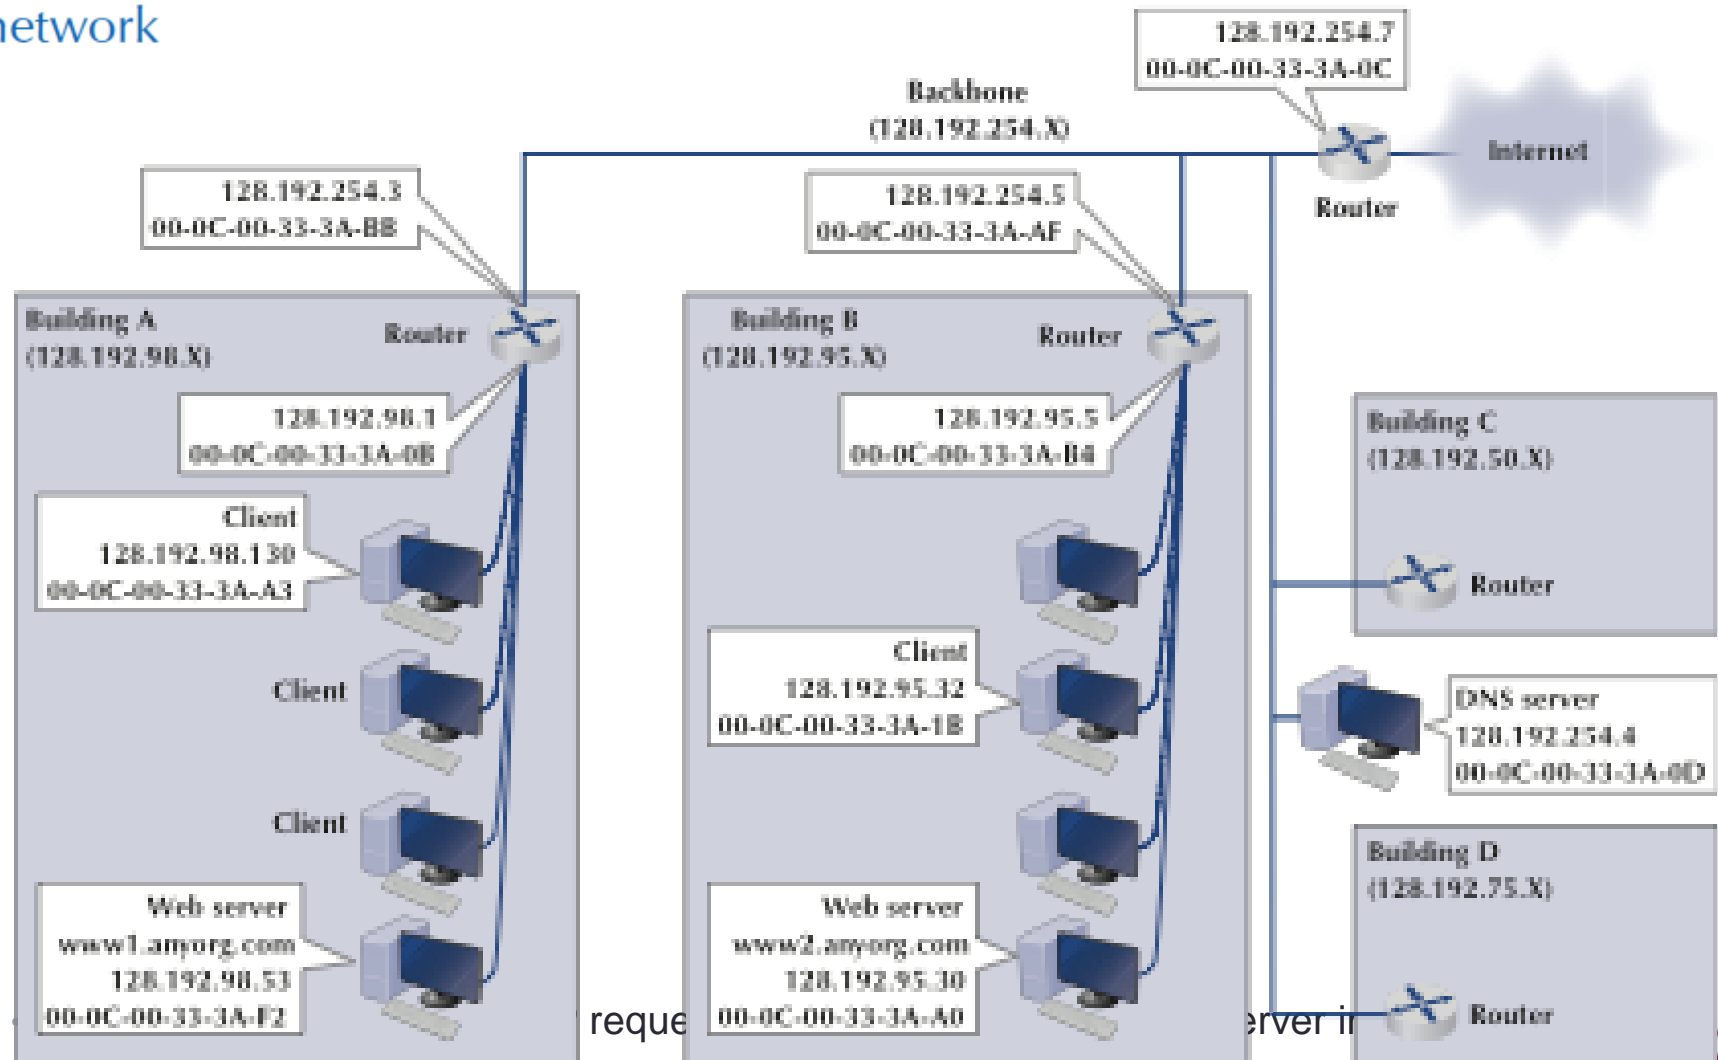 network
128.192.254.7
00-0C-00-33-3A-0C
Backbone
(128.192.254.X)
Internet
Router
128.192.254.3
00-0C-00-33-3A-BB
128.192.254.5
00-0C-00-33-3A-AF
Building A
(128.192.98.X)
Router
128.192.98.1
00-0C-00-33-3A-0B
Client
128.192.98.130
00-0C-00-33-3A-A3
Client
Client
Web server
www1.anyorg.com
128.192.98.53
00-0C-00-33-3A-F2
Building B
(128.192.95.X)
Router
128.192.95.5
00-0C-00-33-3A-B4
Client
128.192.95.32
00-0C-00-33-3A-1B
Web server
www2.anyorg.com
128.192.95.30
00-0C-00-33-3A-A0
Building C
(128.192.50.X)
Router
DNS server
128.192.254.4
00-0C-00-33-3A-0D
Building D
(128.192.75.X)
Router